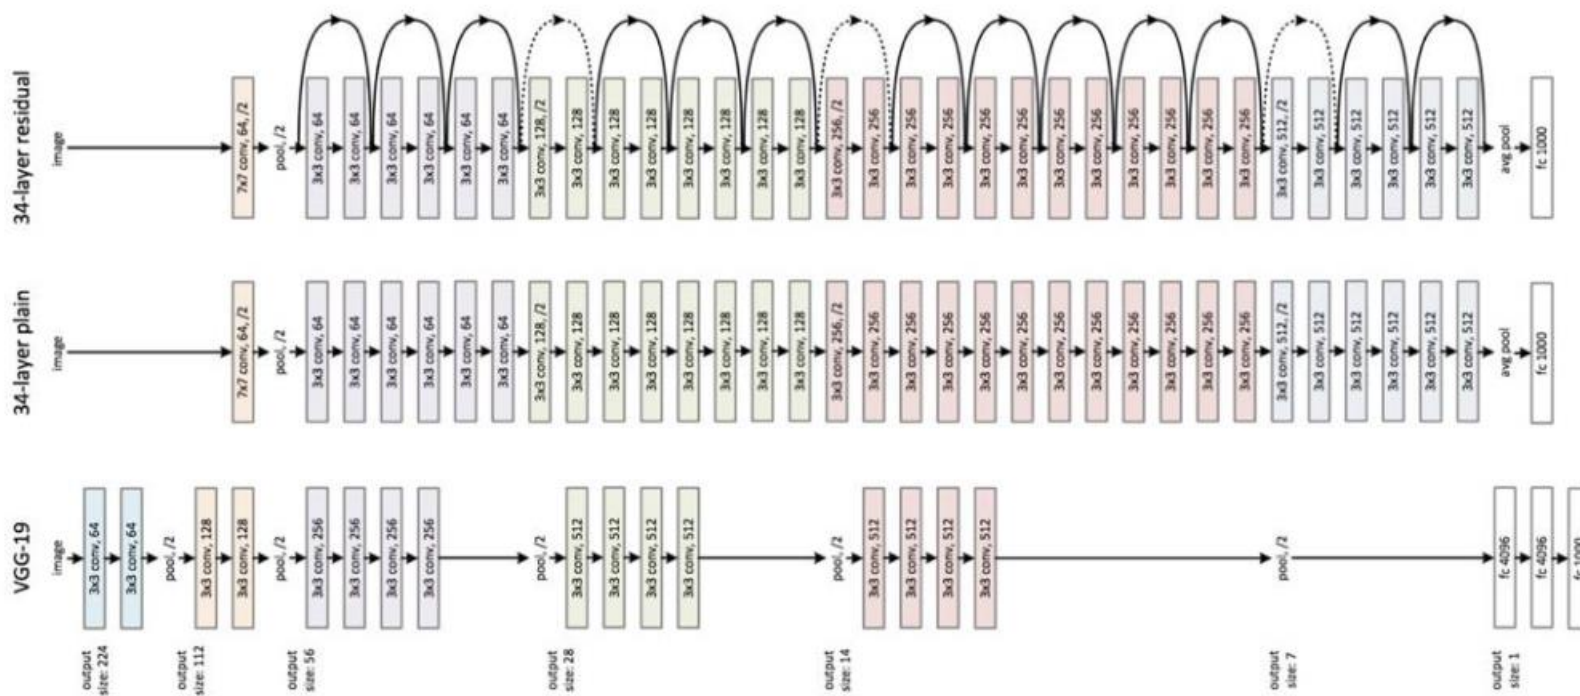 34-layer residual
image
7x7 conv, 64, /2
pool, /2
3x3 conv, 64
3x3 conv, 64
3x3 conv, 64
3x3 conv, 64
3x3 conv, 64
3x3 conv, 64
3x3 conv, 128, /2
3x3 conv, 128
3x3 conv, 128
3x3 conv, 128
3x3 conv, 128
3x3 conv, 128
3x3 conv, 128
3x3 conv, 128
3x3 conv, 256, /2
3x3 conv, 256
3x3 conv, 256
3x3 conv, 256
3x3 conv, 256
3x3 conv, 256
3x3 conv, 256
3x3 conv, 256
3x3 conv, 256
3x3 conv, 256
3x3 conv, 256
3x3 conv, 256
3x3 conv, 512, /2
3x3 conv, 512
3x3 conv, 512
3x3 conv, 512
3x3 conv, 512
3x3 conv, 512
avg pool
fc 1000
34-layer plain
image
7x7 conv, 64, /2
pool, /2
3x3 conv, 64
3x3 conv, 64
3x3 conv, 64
3x3 conv, 64
3x3 conv, 64
3x3 conv, 64
3x3 conv, 128, /2
3x3 conv, 128
3x3 conv, 128
3x3 conv, 128
3x3 conv, 128
3x3 conv, 128
3x3 conv, 128
3x3 conv, 128
3x3 conv, 256, /2
3x3 conv, 256
3x3 conv, 256
3x3 conv, 256
3x3 conv, 256
3x3 conv, 256
3x3 conv, 256
3x3 conv, 256
3x3 conv, 256
3x3 conv, 256
3x3 conv, 256
3x3 conv, 256
3x3 conv, 512, /2
3x3 conv, 512
3x3 conv, 512
3x3 conv, 512
3x3 conv, 512
3x3 conv, 512
avg pool
fc 1000
VGG-19
image
3x3 conv, 64
3x3 conv, 64
pool, /2
3x3 conv, 128
3x3 conv, 128
pool, /2
3x3 conv, 256
3x3 conv, 256
3x3 conv, 256
3x3 conv, 256
pool, /2
3x3 conv, 512
3x3 conv, 512
3x3 conv, 512
3x3 conv, 512
pool, /2
3x3 conv, 512
3x3 conv, 512
3x3 conv, 512
3x3 conv, 512
pool, /2
fc 4096
fc 4096
fc 1000
output
size: 224
output
size: 112
output
size: 56
output
size: 28
output
size: 14
output
size: 7
output
size: 1